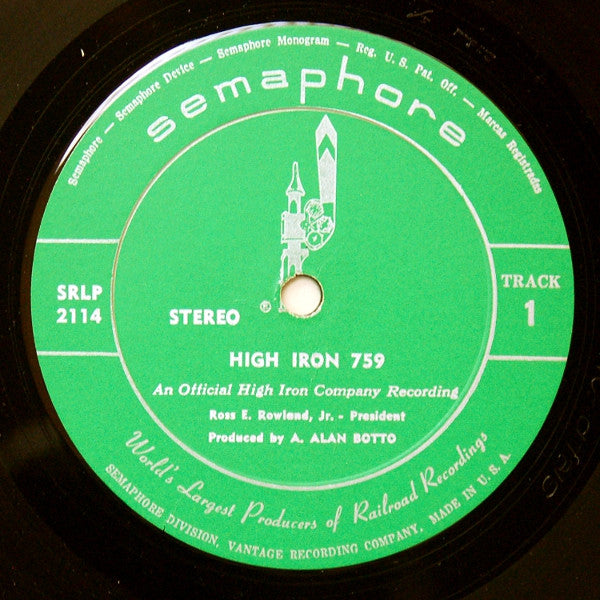 Semaphore — Semaphore Device — Semaphore Monogram — Reg. U. S. Pat. Off. — Marcas Registradas
semaphore
SRLP
2114
STEREO
®
TRACK
1
HIGH IRON 759
An Official High Iron Company Recording
Ross E. Rowland, Jr. - President
Produced by A. ALAN BOTTO
World's Largest Producers of Railroad Recordings
SEMAPHORE DIVISION, VANTAGE RECORDING COMPANY, MADE IN U. S. A.